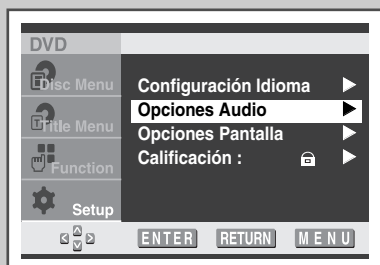 DVD
Disc Menu
Title Menu
Function
Setup
Configuración Idioma
Opciones Audio
Opciones Pantalla
Calificación :
ENTER RETURN MENU